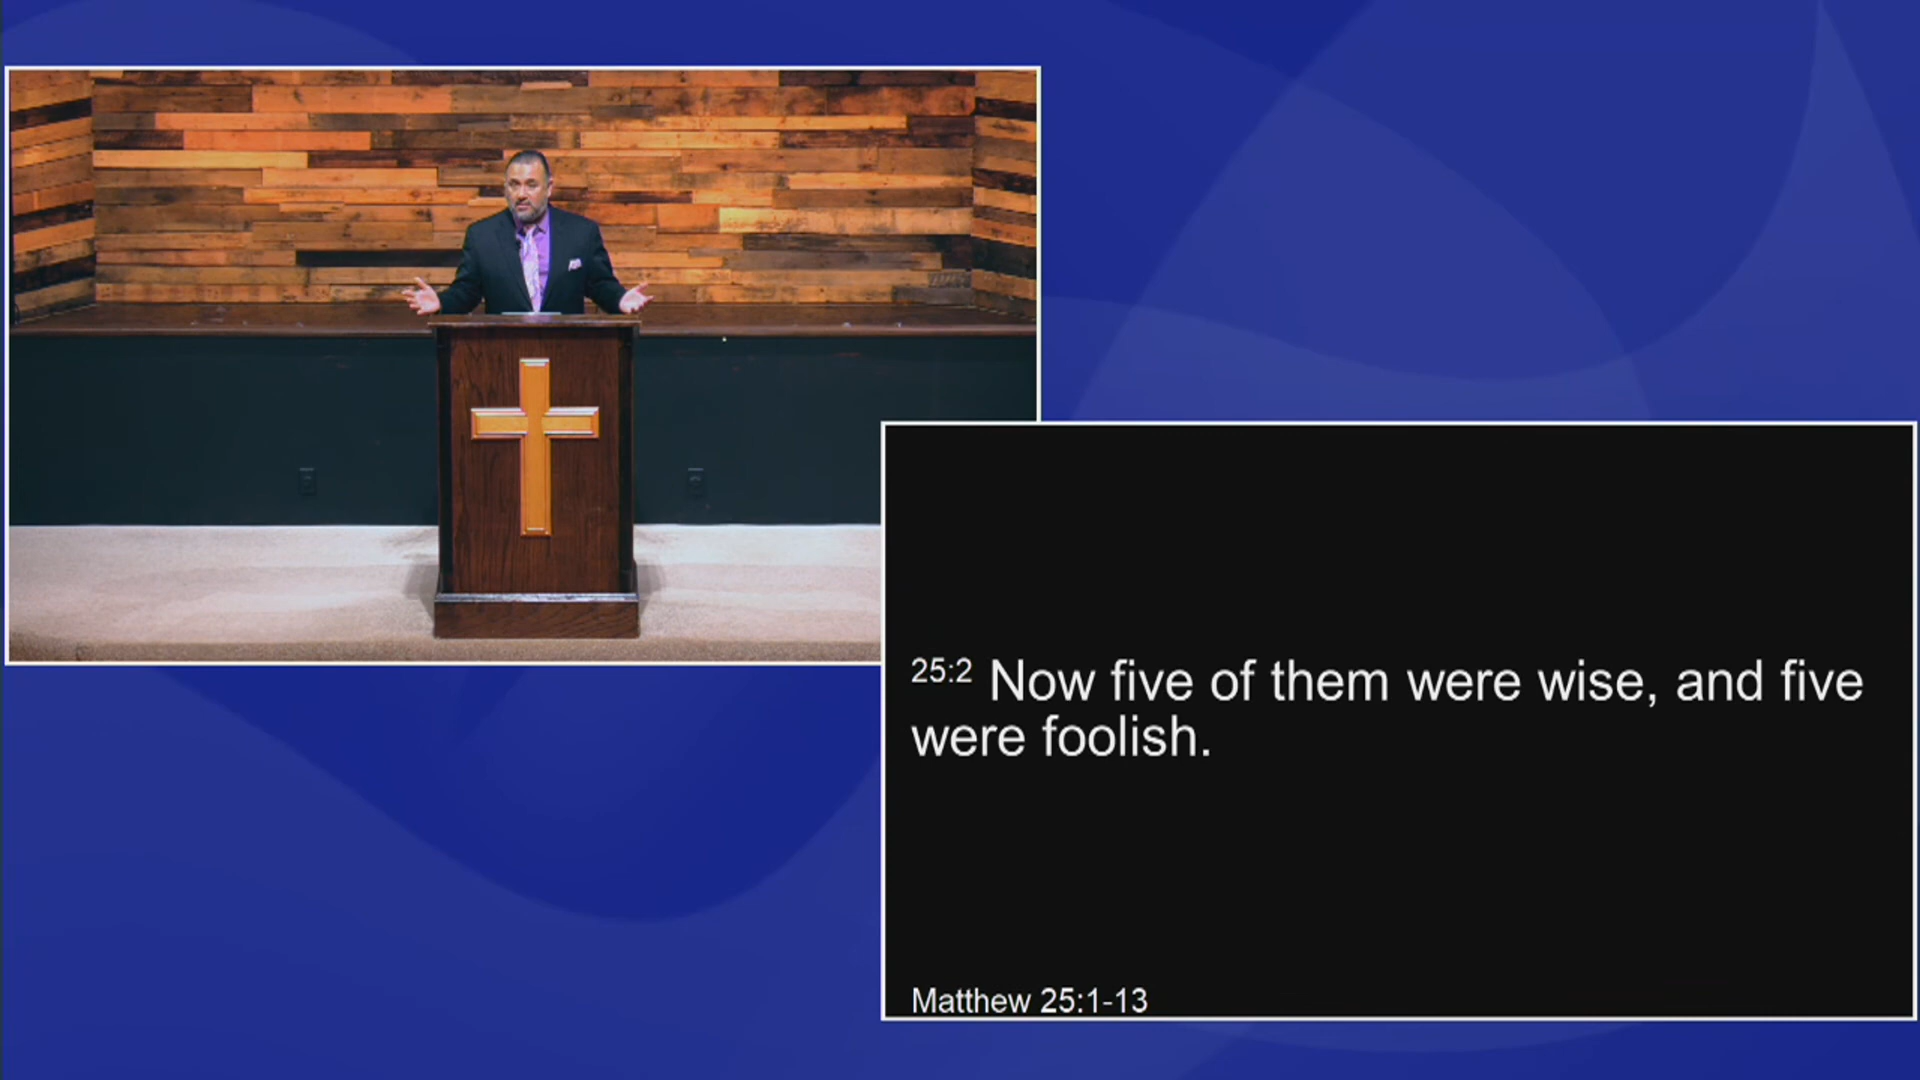 25:2 Now five of them were wise, and five
were foolish.
Matthew 25:1-13